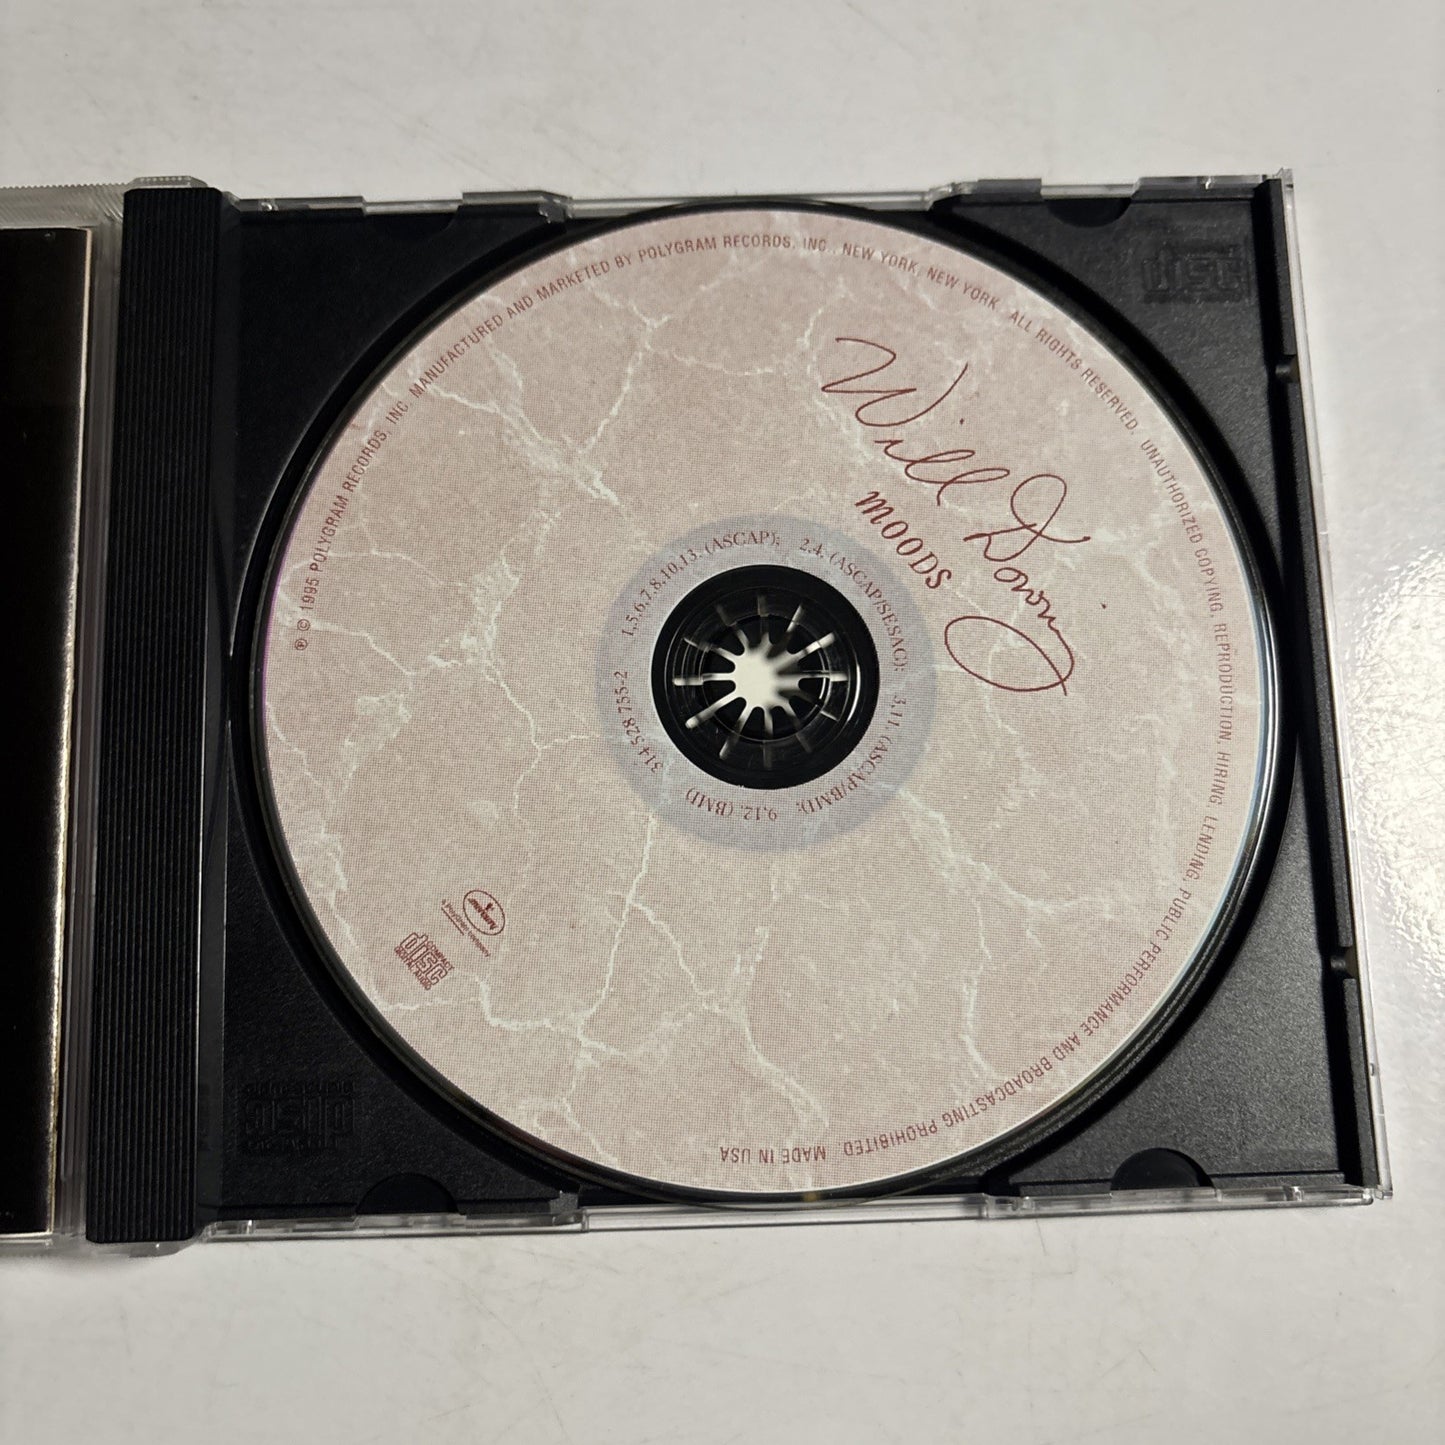 Will Downing
MOODS
℗ © 1995 POLYGRAM RECORDS, INC. MANUFACTURED AND MARKETED BY POLYGRAM RECORDS, INC., NEW YORK, NEW YORK. ALL RIGHTS RESERVED. UNAUTHORIZED COPYING, REPRODUCTION, HIRING, LENDING, PUBLIC PERFORMANCE AND BROADCASTING PROHIBITED. MADE IN USA
1,5,6,7,8,10,13. (ASCAP); 2,4. (ASCAP/SESAC); 3,11. (ASCAP/BMI); 9,12. (BMI)
314 528 755-2
mercury
COMPACT
disc
DIGITAL AUDIO
disc